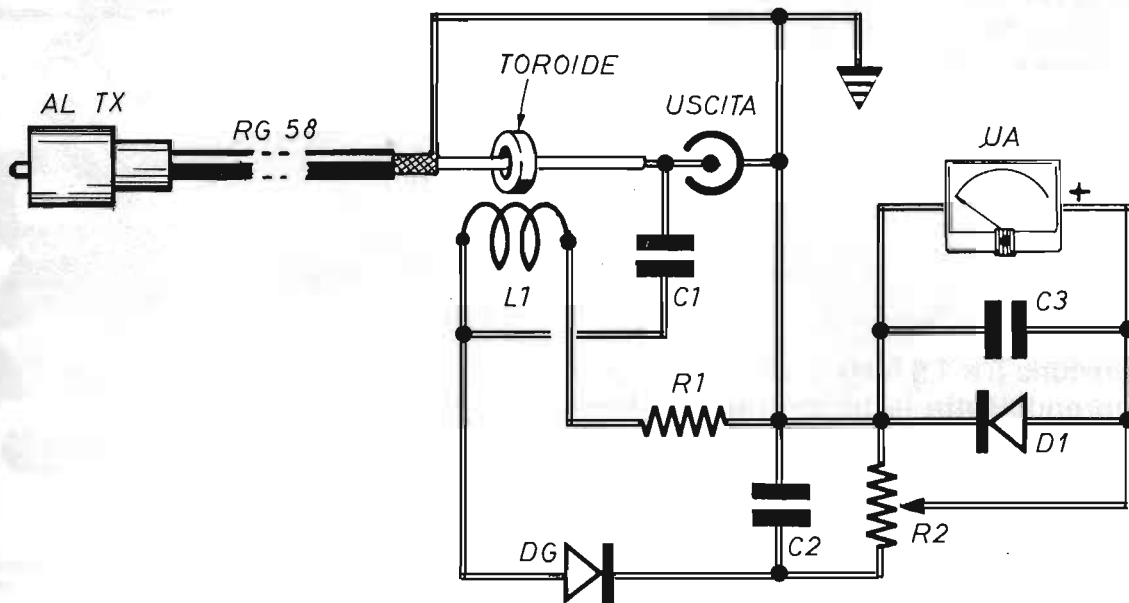 TOROIDE
AL TX
USCITA
RG 58
µA
+
L1
C1
C3
R1
D1
R2
C2
DG